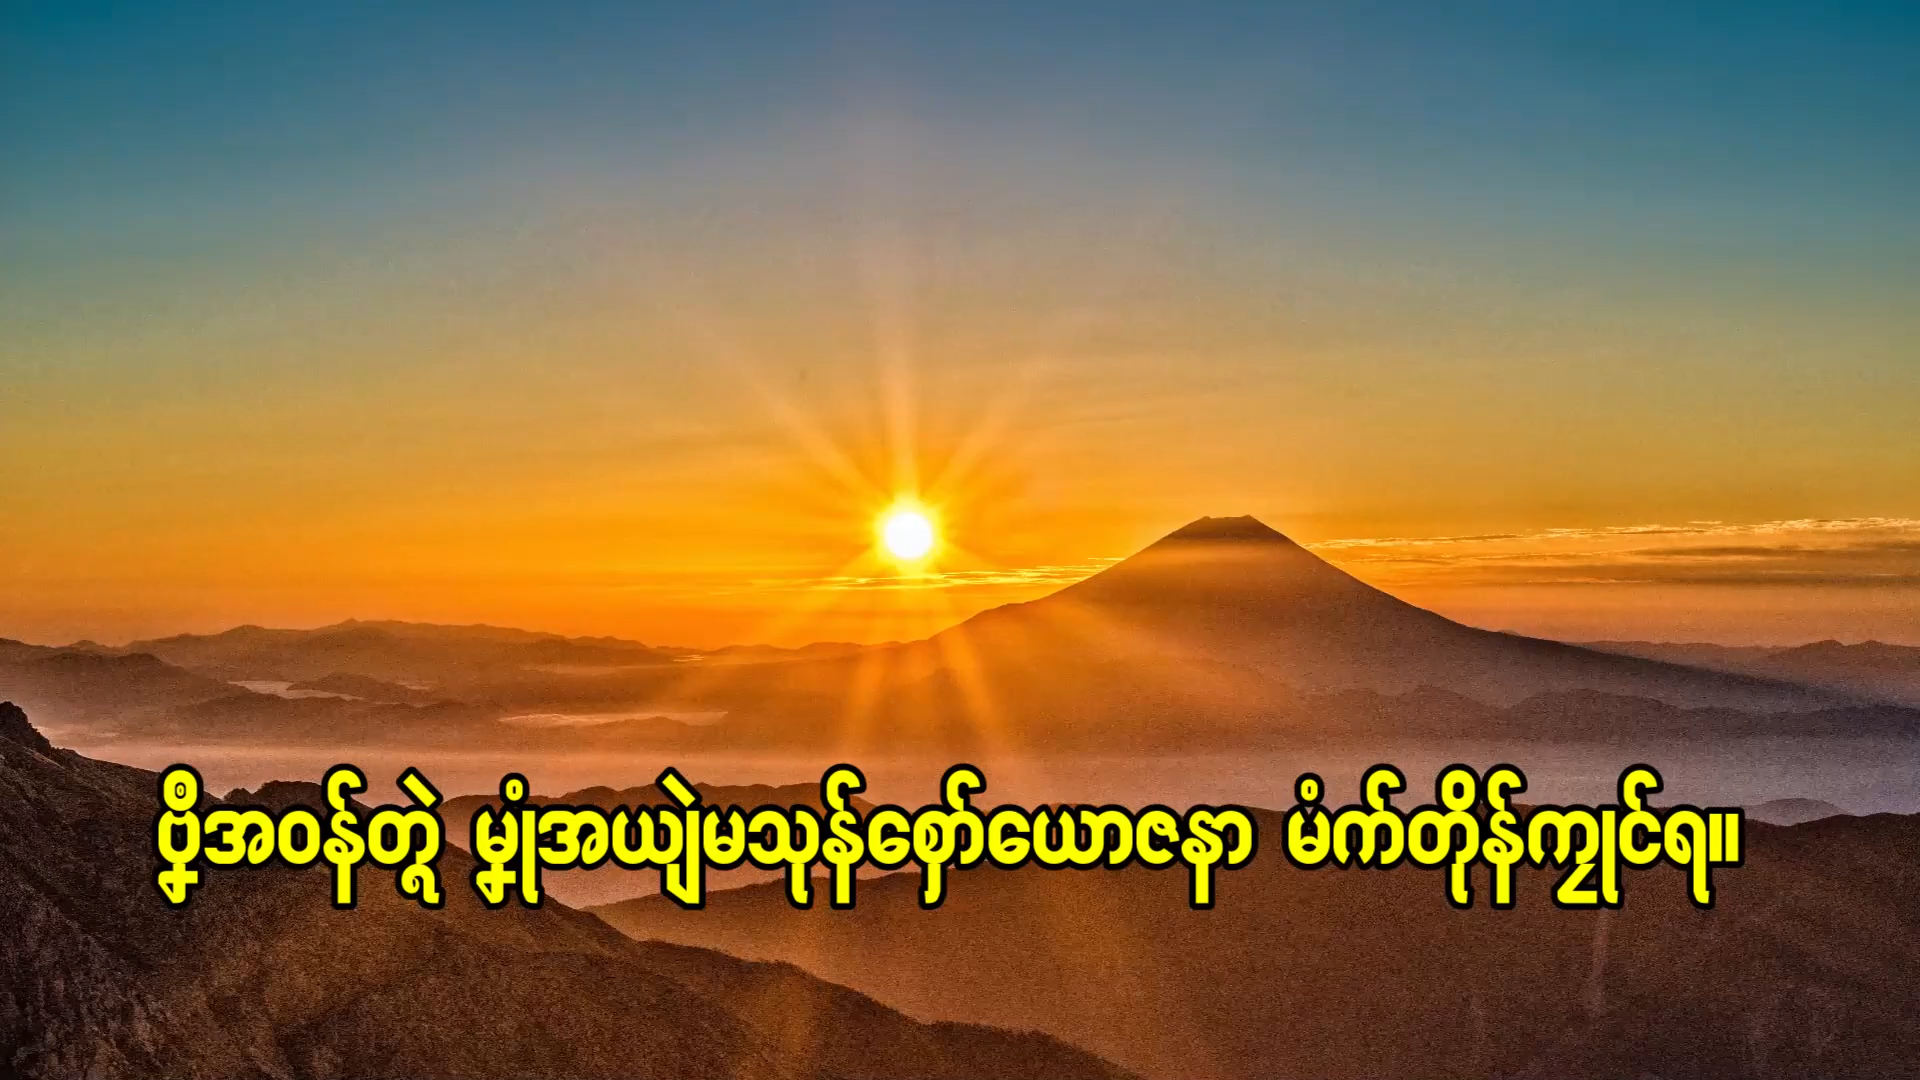 ဗှ်ေအဝန်တွဲ မၞုံအယျဲမသုန်စှော်ယောဇနာ မံက်တိုန်ကၠုင်ရ။